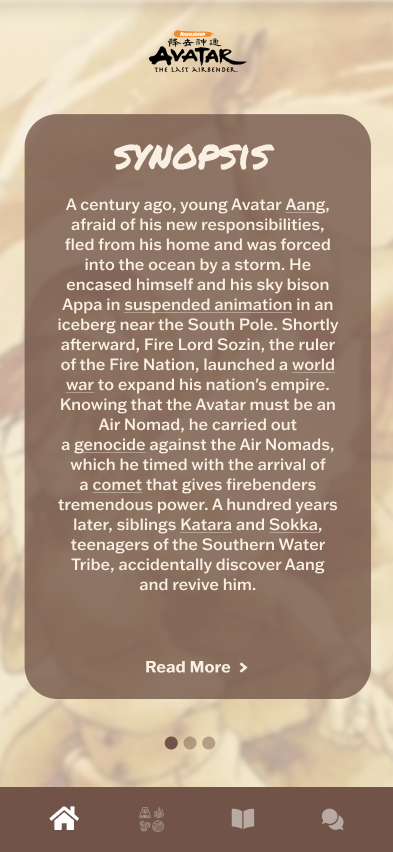 NICKELODEON
降去神通
AVATAR
THE LAST AIRBENDER.
SYNOPSIS
A century ago, young Avatar Aang,
afraid of his new responsibilities,
fled from his home and was forced
into the ocean by a storm. He
encased himself and his sky bison
Appa in suspended animation in an
iceberg near the South Pole. Shortly
afterward, Fire Lord Sozin, the ruler
of the Fire Nation, launched a world
war to expand his nation's empire.
Knowing that the Avatar must be an
Air Nomad, he carried out
a genocide against the Air Nomads,
which he timed with the arrival of
a comet that gives firebenders
tremendous power. A hundred years
later, siblings Katara and Sokka,
teenagers of the Southern Water
Tribe, accidentally discover Aang
and revive him.
Read More >